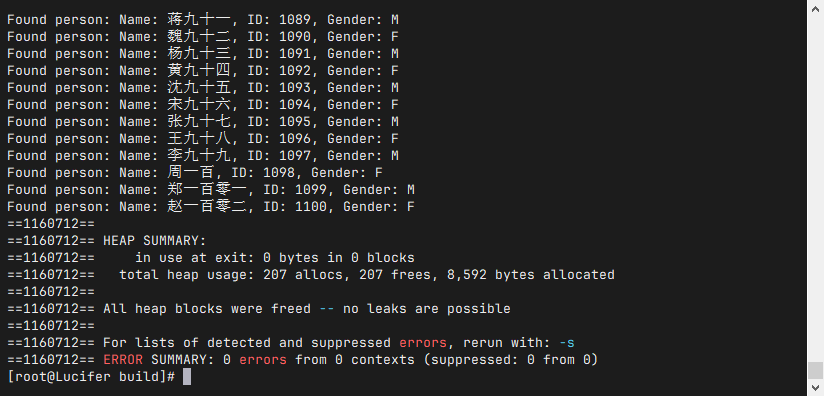 Found person: Name: 蒋九十一, ID: 1089, Gender: M
Found person: Name: 魏九十二, ID: 1090, Gender: F
Found person: Name: 杨九十三, ID: 1091, Gender: M
Found person: Name: 黄九十四, ID: 1092, Gender: F
Found person: Name: 沈九十五, ID: 1093, Gender: M
Found person: Name: 宋九十六, ID: 1094, Gender: F
Found person: Name: 张九十七, ID: 1095, Gender: M
Found person: Name: 王九十八, ID: 1096, Gender: F
Found person: Name: 李九十九, ID: 1097, Gender: M
Found person: Name: 周一百, ID: 1098, Gender: F
Found person: Name: 郑一百零一, ID: 1099, Gender: M
Found person: Name: 赵一百零二, ID: 1100, Gender: F
==1160712==
==1160712== HEAP SUMMARY:
==1160712==     in use at exit: 0 bytes in 0 blocks
==1160712==   total heap usage: 207 allocs, 207 frees, 8,592 bytes allocated
==1160712==
==1160712== All heap blocks were freed -- no leaks are possible
==1160712==
==1160712== For lists of detected and suppressed errors, rerun with: -s
==1160712== ERROR SUMMARY: 0 errors from 0 contexts (suppressed: 0 from 0)
[root@Lucifer build]#